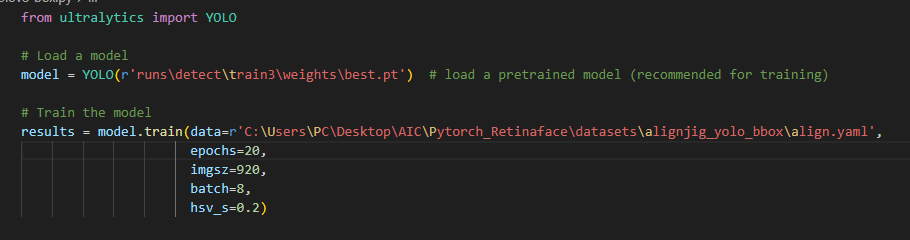 from ultralytics import YOLO
# Load a model
model = YOLO(r'runs\detect\train3\weights\best.pt')  # load a pretrained model (recommended for training)
# Train the model
results = model.train(data=r'C:\Users\PC\Desktop\AIC\Pytorch_Retinaface\datasets\alignjig_yolo_bbox\align.yaml',
epochs=20,
imgsz=920,
batch=8,
hsv_s=0.2)